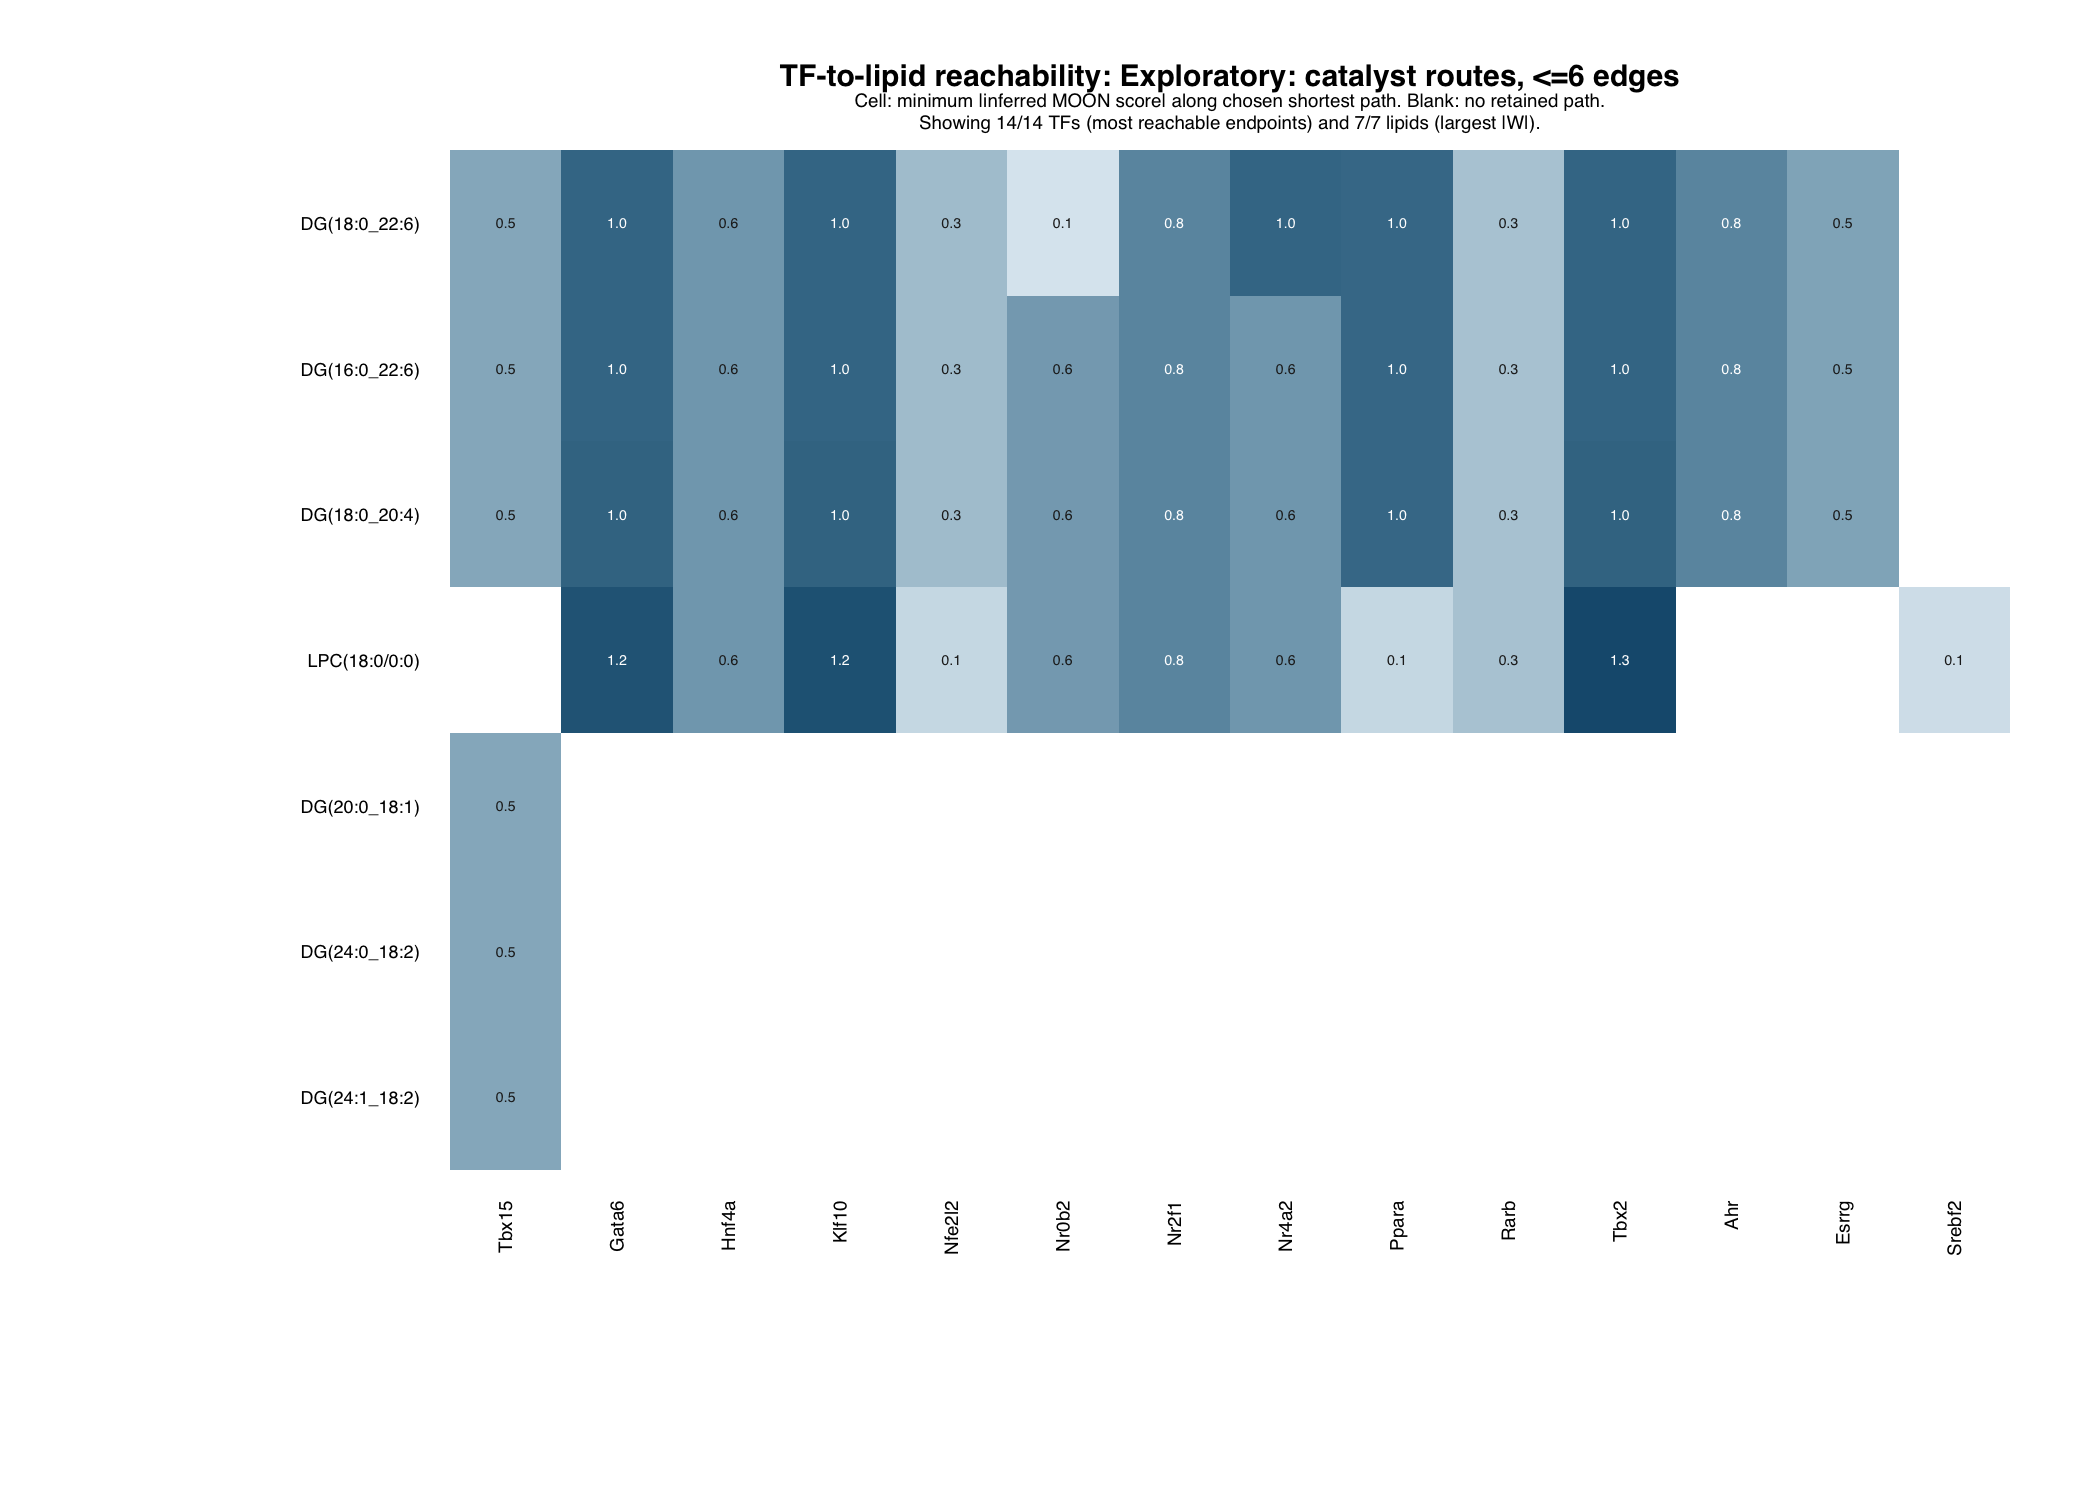 TF-to-lipid reachability: Exploratory: catalyst routes, <=6 edges
Cell: minimum |inferred MOON score| along chosen shortest path. Blank: no retained path.
Showing 14/14 TFs (most reachable endpoints) and 7/7 lipids (largest |W|).
DG(18:0_22:6) 0.5 1.0 0.6 1.0 0.3 0.1 0.8 1.0 1.0 0.3 1.0 0.8 0.5
DG(16:0_22:6) 0.5 1.0 0.6 1.0 0.3 0.6 0.8 0.6 1.0 0.3 1.0 0.8 0.5
DG(18:0_20:4) 0.5 1.0 0.6 1.0 0.3 0.6 0.8 0.6 1.0 0.3 1.0 0.8 0.5
LPC(18:0/0:0) 1.2 0.6 1.2 0.1 0.6 0.8 0.6 0.1 0.3 1.3 0.1
DG(20:0_18:1) 0.5
DG(24:0_18:2) 0.5
DG(24:1_18:2) 0.5
Tbx15 Gata6 Hnf4a Klf10 Nfe2l2 Nr0b2 Nr2f1 Nr4a2 Ppara Rarb Tbx2 Ahr Esrrg Srebf2